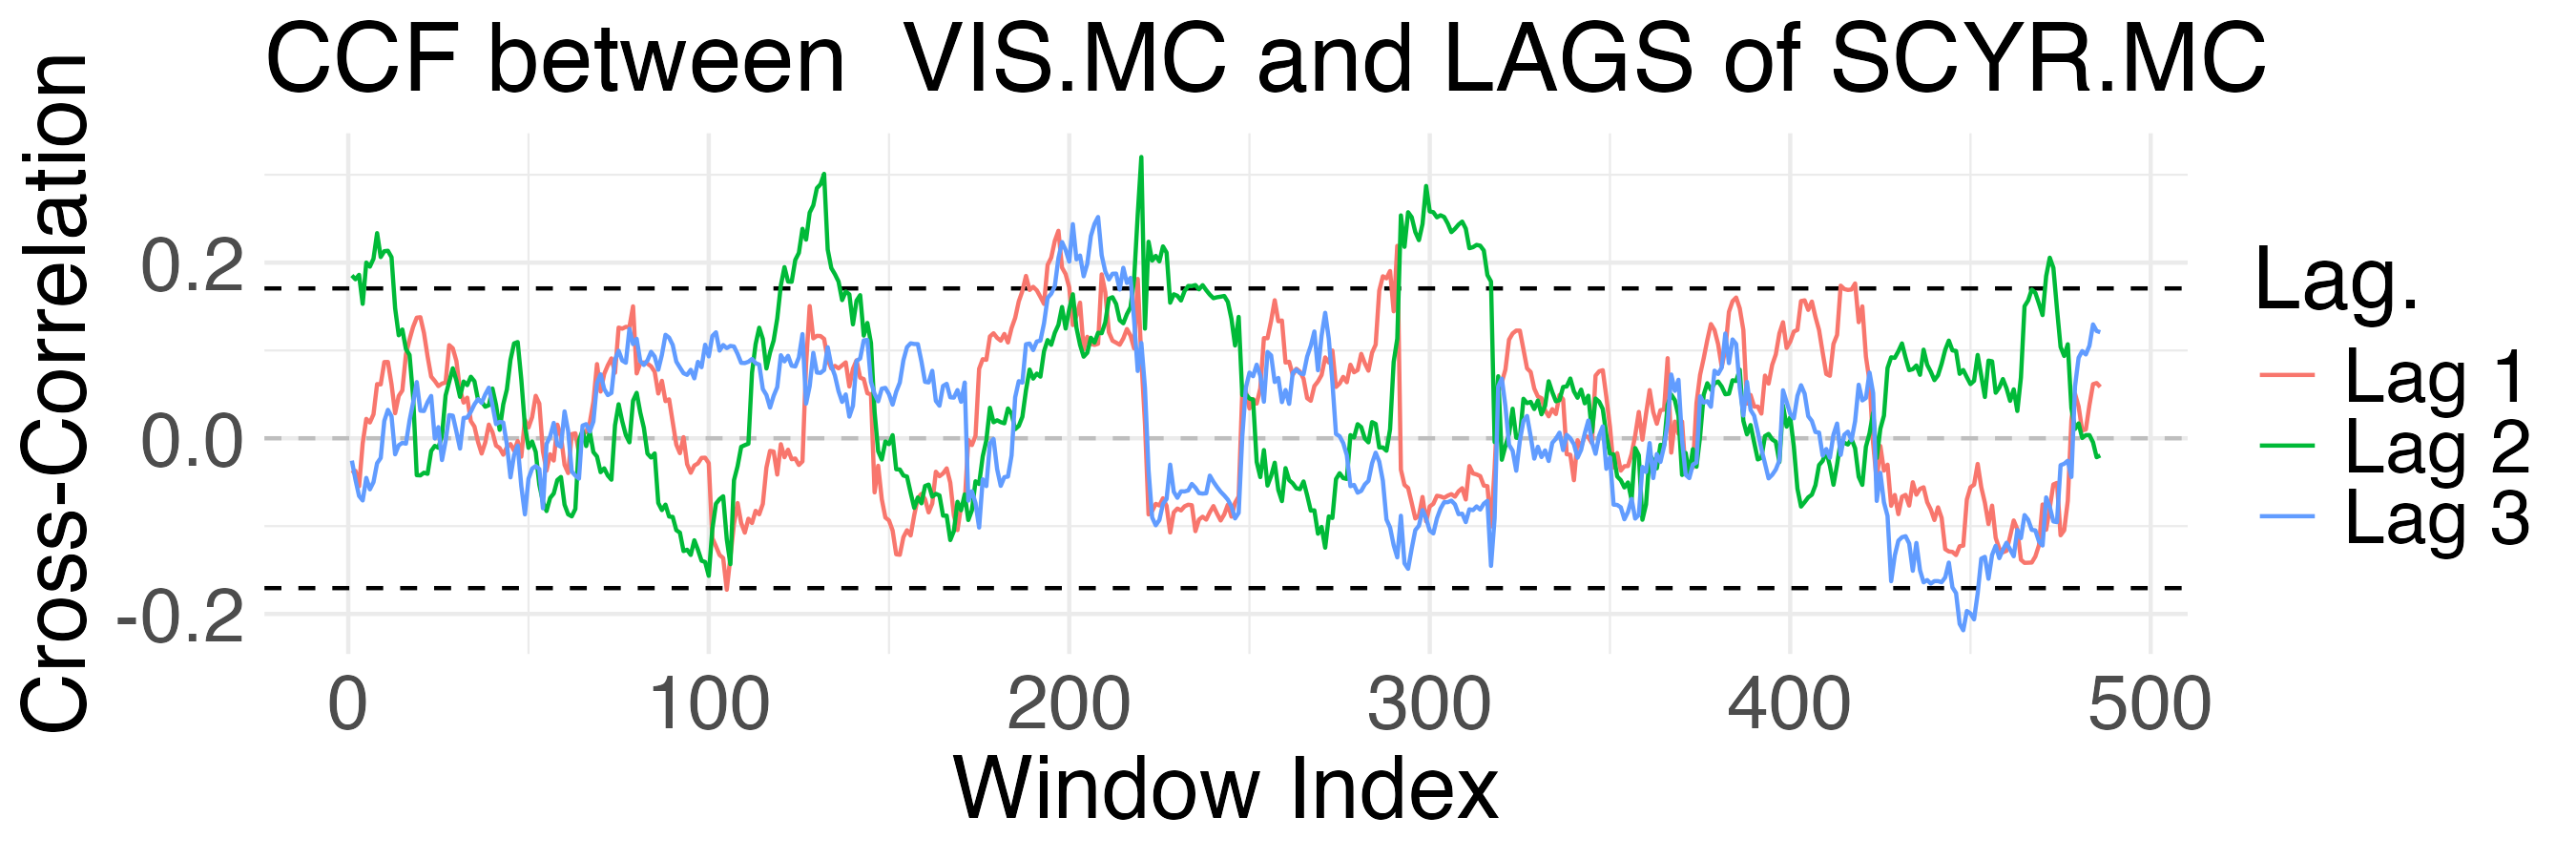 CCF between  VIS.MC and LAGS of SCYR.MC
Cross-Correlation
0.2
0.0
-0.2
0 100 200 300 400 500
Window Index
Lag.
Lag 1
Lag 2
Lag 3